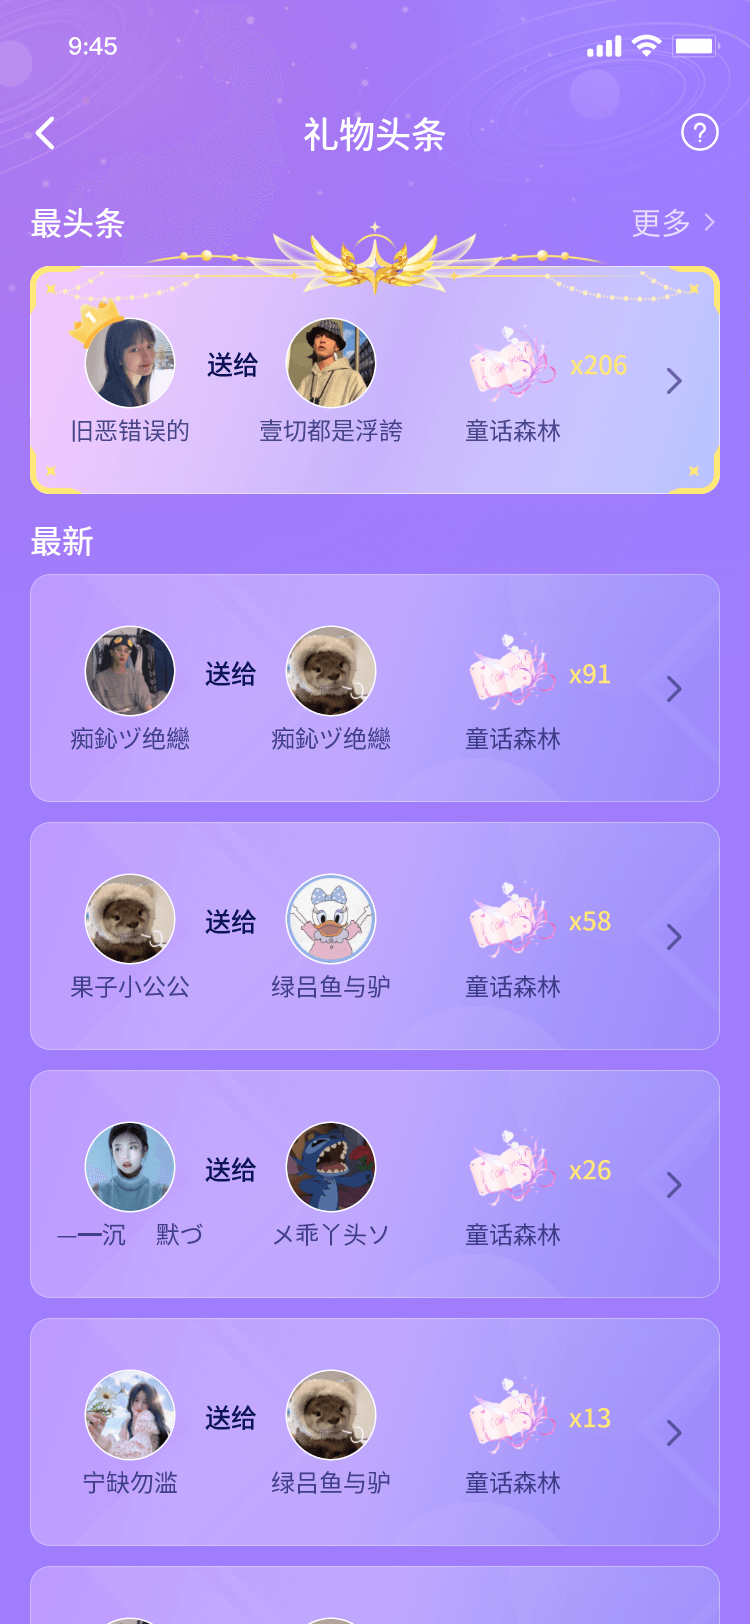 9:45
礼物头条
最头条
更多
1
送给
x206
旧恶错误的
壹切都是浮誇
童话森林
最新
送给
x91
痴鈊ヅ绝戀
痴鈊ヅ绝戀
童话森林
送给
x58
果子小公公
绿吕鱼与驴
童话森林
送给
x26
—━沉 默づ
メ乖丫头ソ
童话森林
送给
x13
宁缺勿滥
绿吕鱼与驴
童话森林